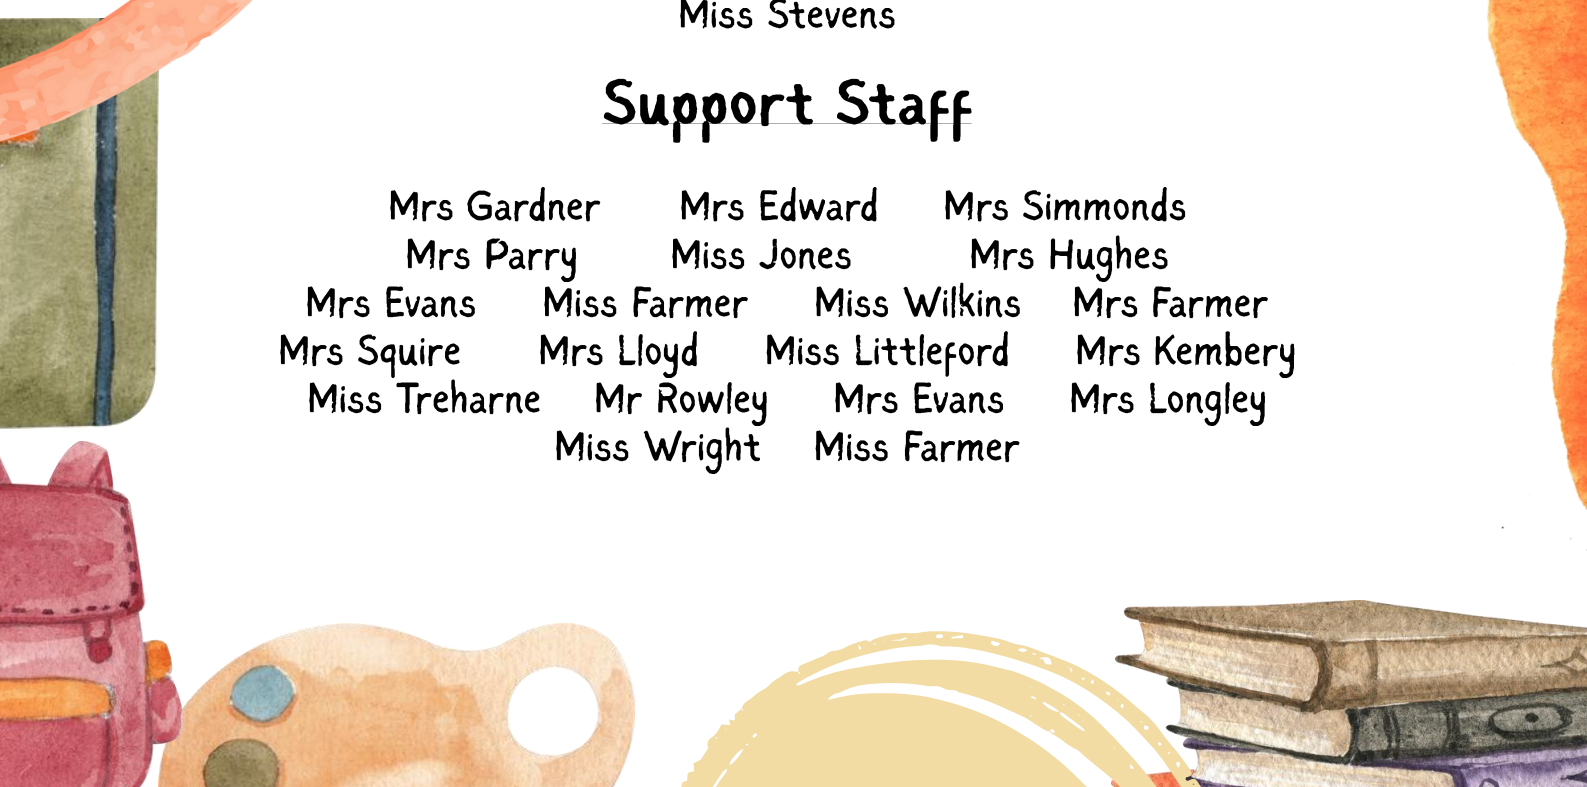 Miss Stevens
Support Staff
Mrs Gardner Mrs Edward Mrs Simmonds
Mrs Parry Miss Jones Mrs Hughes
Mrs Evans Miss Farmer Miss Wilkins Mrs Farmer
Mrs Squire Mrs Lloyd Miss Littleford Mrs Kembery
Miss Treharne Mr Rowley Mrs Evans Mrs Longley
Miss Wright Miss Farmer